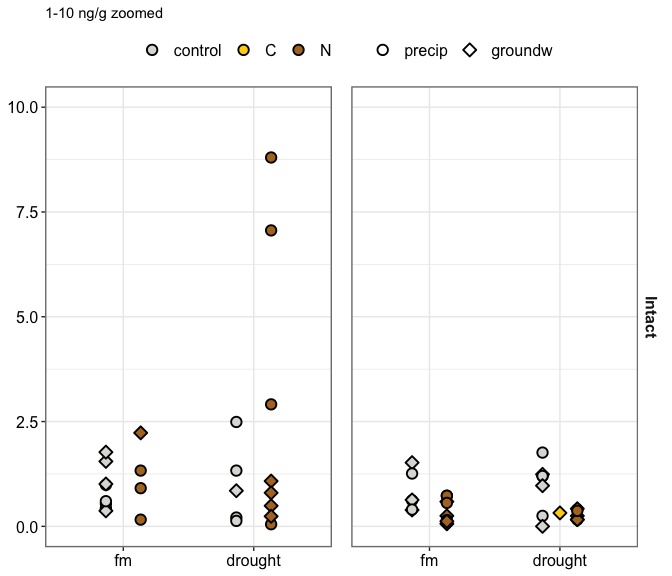 1-10 ng/g zoomed
control C N precip groundw
10.0
7.5
5.0
2.5
0.0
fm drought fm drought
Intact